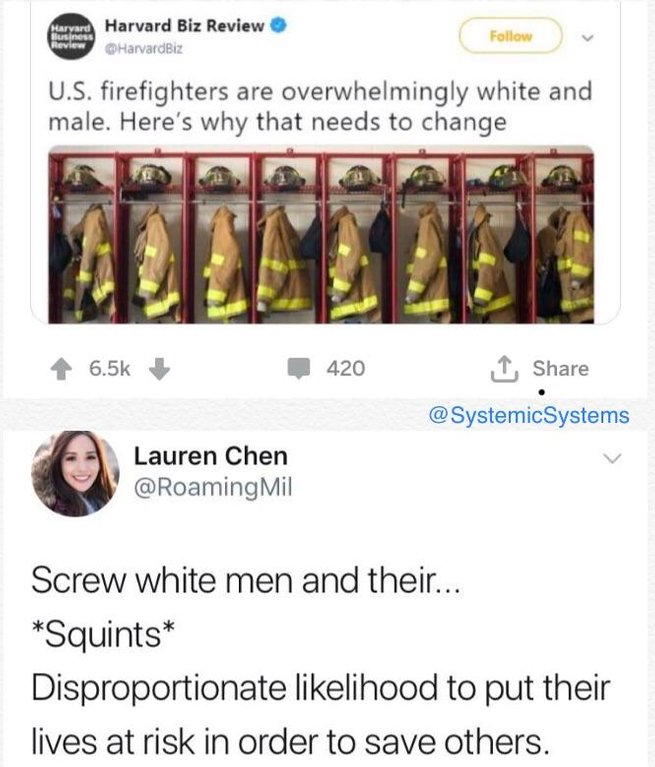 Harvard
Business
Review
Harvard Biz Review
@HarvardBiz
Follow
U.S. firefighters are overwhelmingly white and
male. Here's why that needs to change
6.5k
420
Share
@SystemicSystems
Lauren Chen
@RoamingMil
Screw white men and their...
*Squints*
Disproportionate likelihood to put their
lives at risk in order to save others.